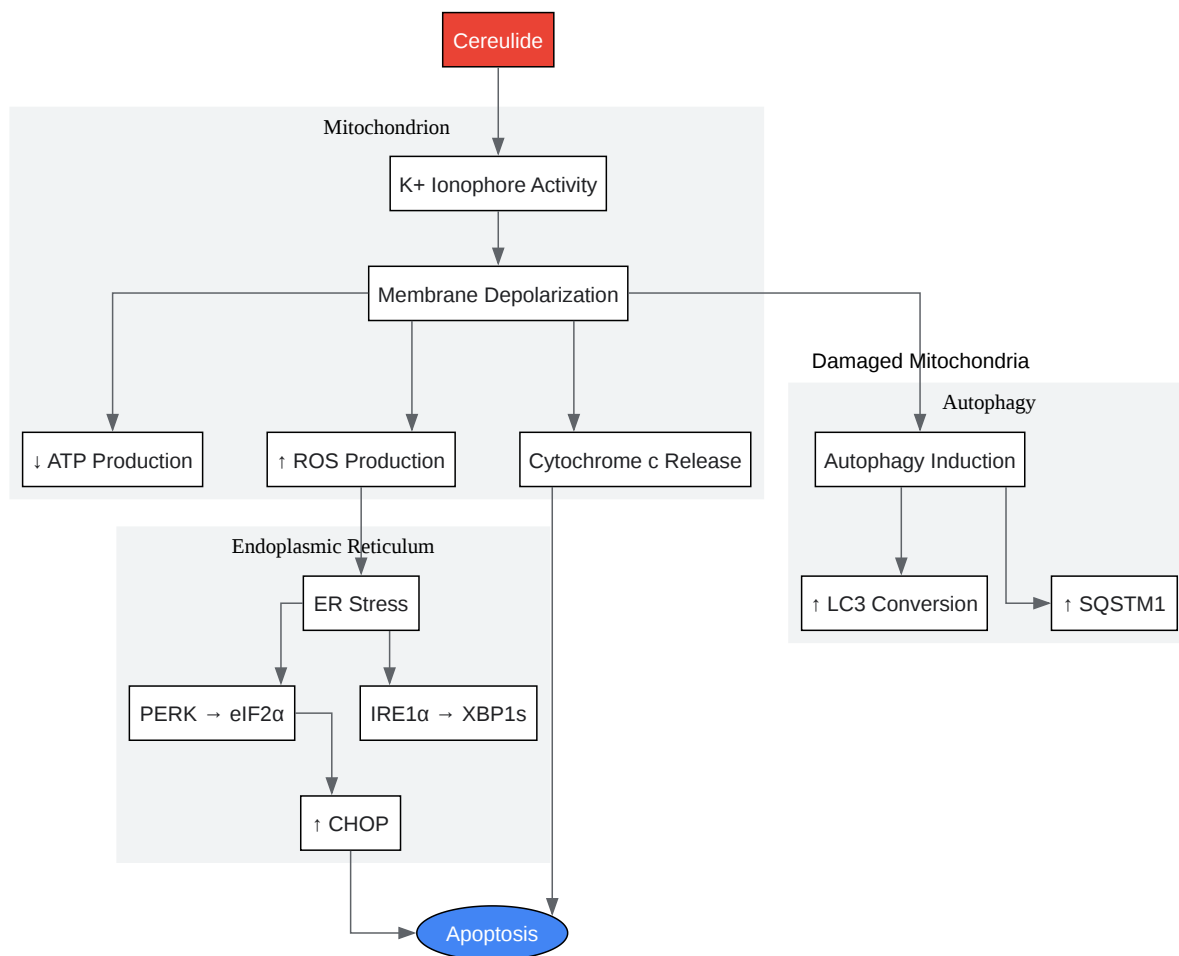 Cereulide
Mitochondrion
K+ Ionophore Activity
Membrane Depolarization
Damaged Mitochondria
Autophagy
↓ ATP Production
↑ ROS Production
Cytochrome c Release
Autophagy Induction
Endoplasmic Reticulum
ER Stress
↑ LC3 Conversion
↑ SQSTM1
PERK → eIF2α
IRE1α → XBP1s
↑ CHOP
Apoptosis